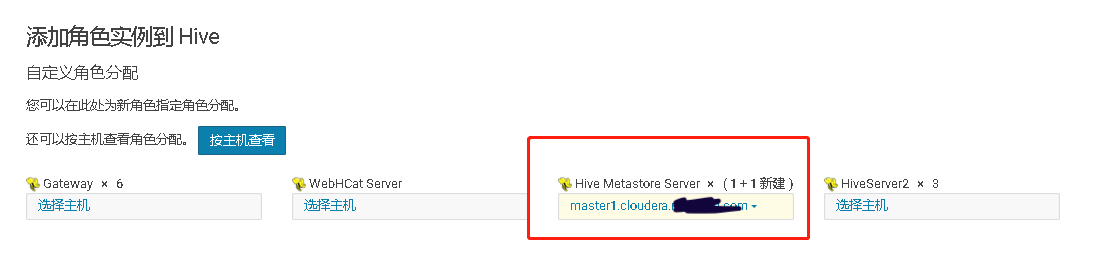 添加角色实例到 Hive
自定义角色分配
您可以在此处为新角色指定角色分配。
还可以按主机查看角色分配。 按主机查看
Gateway × 6 WebHCat Server Hive Metastore Server × (1 + 1 新建) HiveServer2 × 3
选择主机 选择主机 master1.cloudera. .com 选择主机